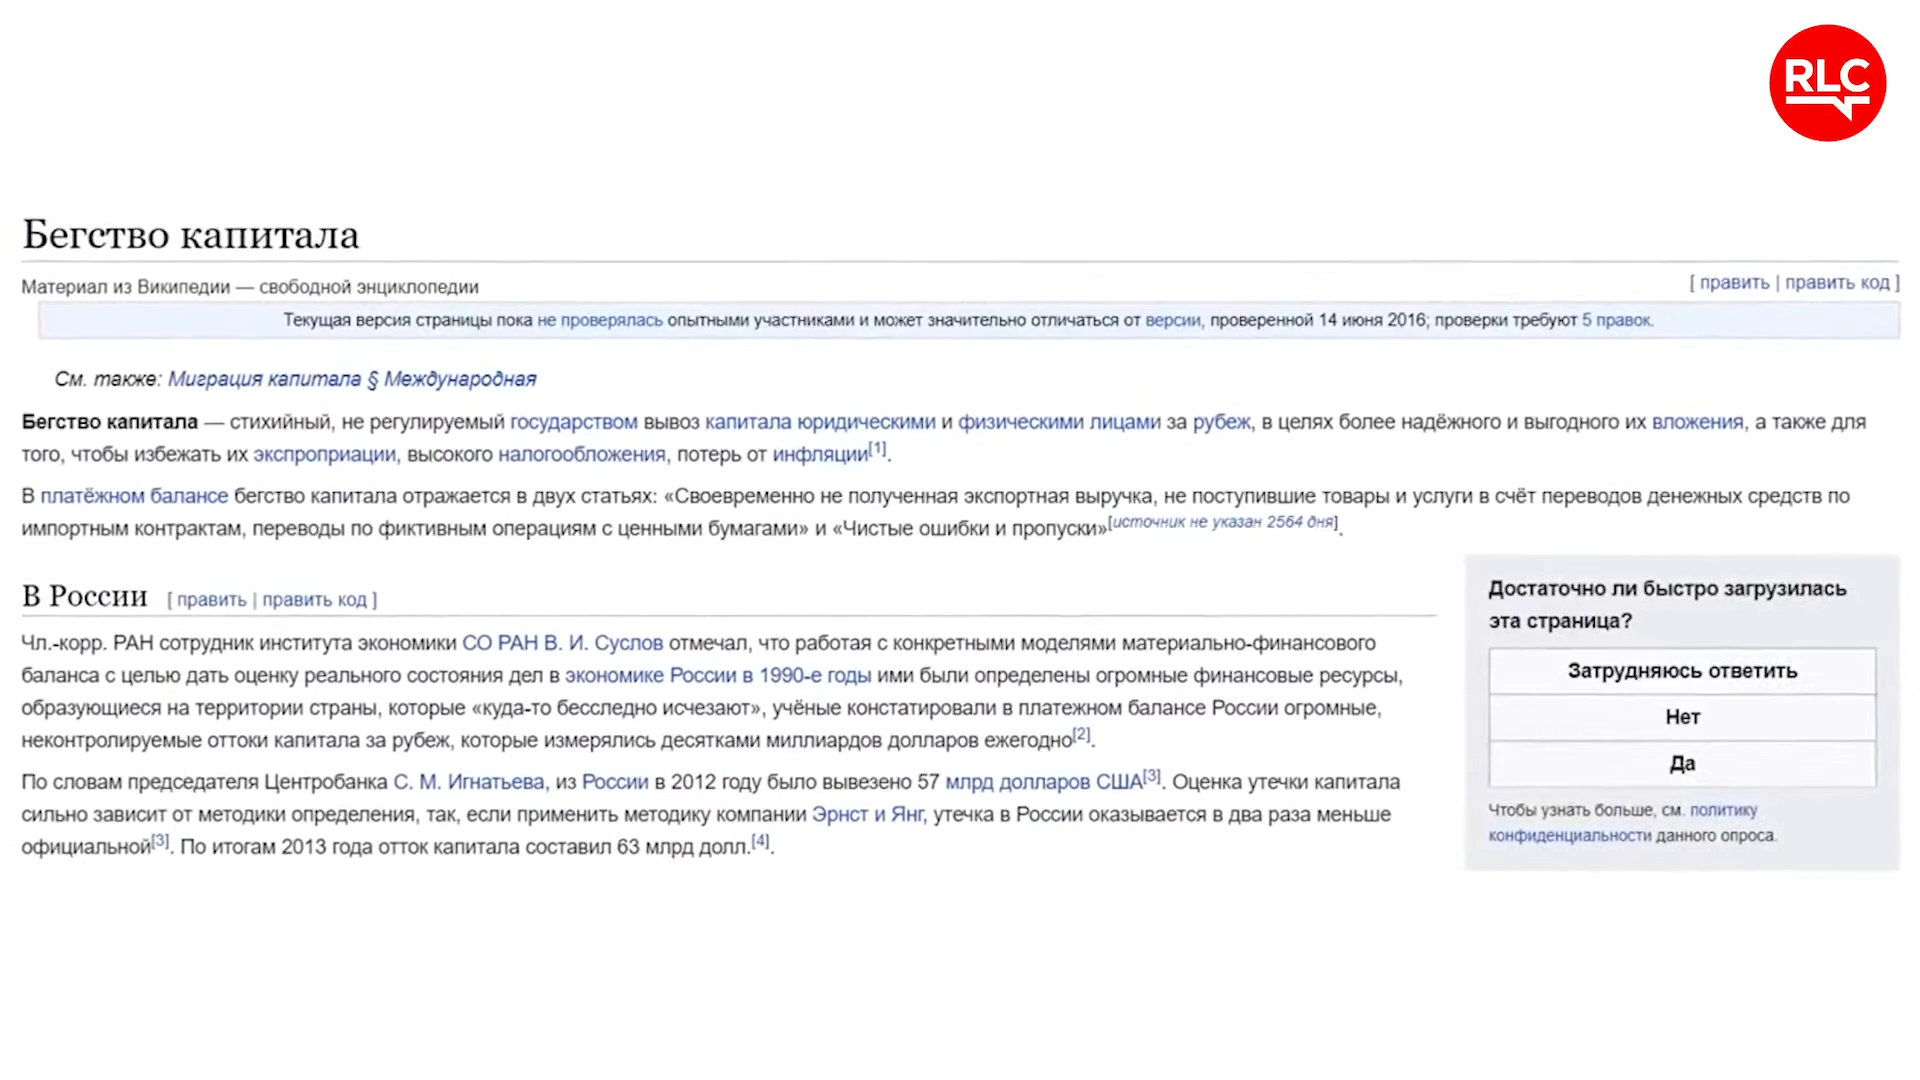 RLC
Бегство капитала
Материал из Википедии — свободной энциклопедии
[ править | править код ]
Текущая версия страницы пока не проверялась опытными участниками и может значительно отличаться от версии, проверенной 14 июня 2016; проверки требуют 5 правок.
См. также: Миграция капитала § Международная
Бегство капитала — стихийный, не регулируемый государством вывоз капитала юридическими и физическими лицами за рубеж, в целях более надёжного и выгодного их вложения, а также для
того, чтобы избежать их экспроприации, высокого налогообложения, потерь от инфляции[1].
В платёжном балансе бегство капитала отражается в двух статьях: «Своевременно не полученная экспортная выручка, не поступившие товары и услуги в счёт переводов денежных средств по
импортным контрактам, переводы по фиктивным операциям с ценными бумагами» и «Чистые ошибки и пропуски»[источник не указан 2564 дня].
В России [ править | править код ]
Чл.-корр. РАН сотрудник института экономики СО РАН В. И. Суслов отмечал, что работая с конкретными моделями материально-финансового
баланса с целью дать оценку реального состояния дел в экономике России в 1990-е годы ими были определены огромные финансовые ресурсы,
образующиеся на территории страны, которые «куда-то бесследно исчезают», учёные констатировали в платежном балансе России огромные,
неконтролируемые оттоки капитала за рубеж, которые измерялись десятками миллиардов долларов ежегодно[2].
По словам председателя Центробанка С. М. Игнатьева, из России в 2012 году было вывезено 57 млрд долларов США[3]. Оценка утечки капитала
сильно зависит от методики определения, так, если применить методику компании Эрнст и Янг, утечка в России оказывается в два раза меньше
официальной[3]. По итогам 2013 года отток капитала составил 63 млрд долл.[4].
Достаточно ли быстро загрузилась
эта страница?
Затрудняюсь ответить
Нет
Да
Чтобы узнать больше, см. политику
конфиденциальности данного опроса.